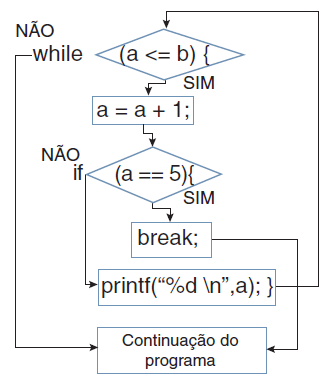 NÃO
while (a <= b) {
SIM
a = a + 1;
NÃO
if (a == 5){
SIM
break;
printf(“%d \n”,a); }
Continuação do
programa